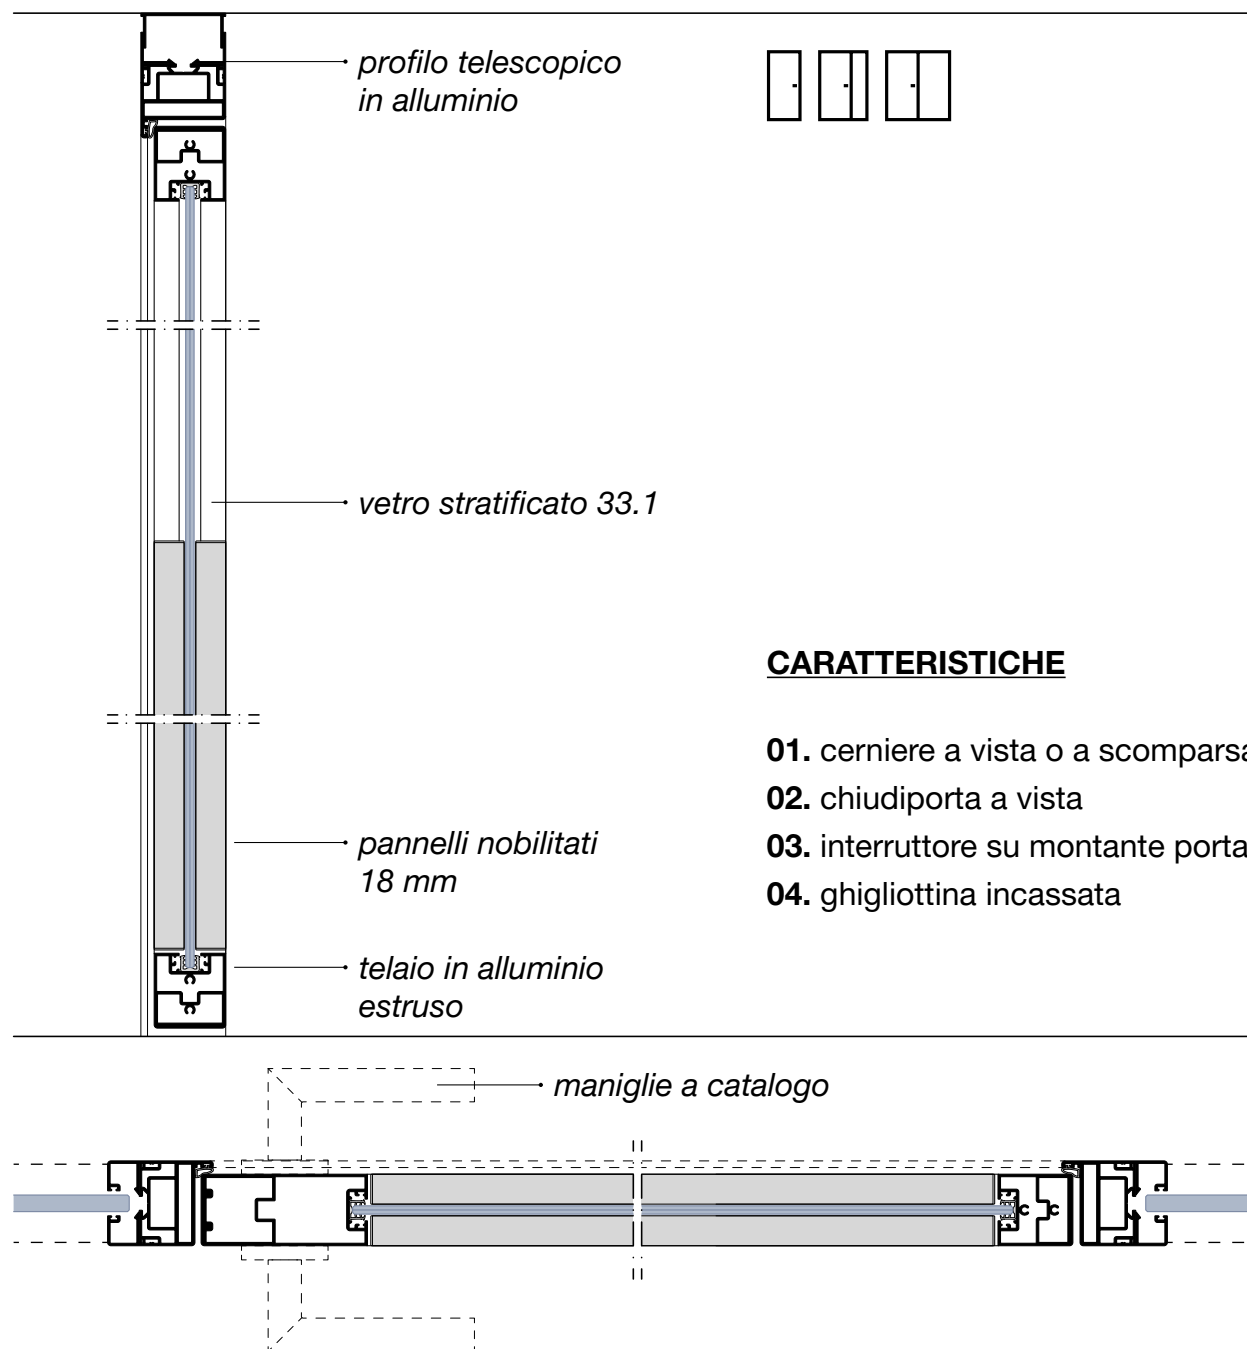 profilo telescopico
in alluminio
vetro stratificato 33.1
CARATTERISTICHE
01. cerniere a vista o a scomparsa
02. chiudiporta a vista
03. interruttore su montante porta
04. ghigliottina incassata
pannelli nobilitati
18 mm
telaio in alluminio
estruso
maniglie a catalogo